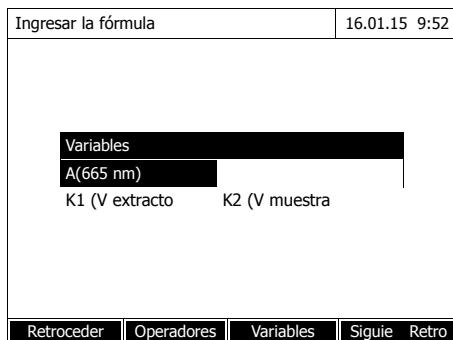 Ingresar la fórmula 16.01.15 9:52
Variables
A(665 nm)
K1 (V extracto K2 (V muestra
Retroceder Operadores Variables Siguie Retro